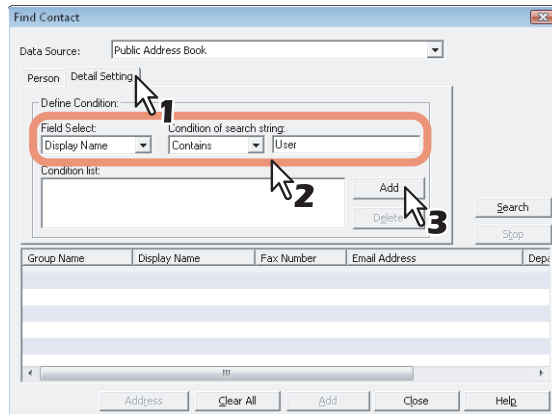 Find Contact
Data Source: Public Address Book
Person Detail Setting
1
Define Condition:
Field Select: Condition of search string:
Display Name Contains User
2
Condition list:
Add
3
Delete
Search
Stop
Group Name Display Name Fax Number Email Address Depa
Address Clear All Add Close Help